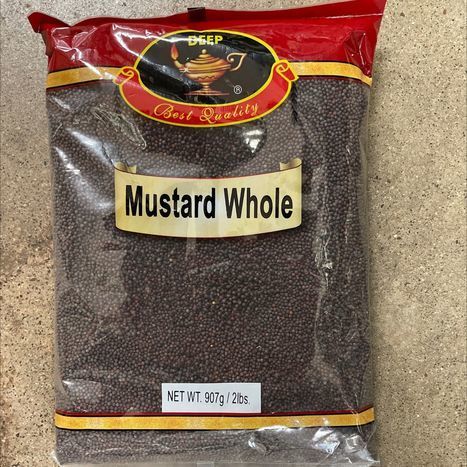 DEEP
®
Best Quality
Mustard Whole
NET WT. 907g / 2lbs.